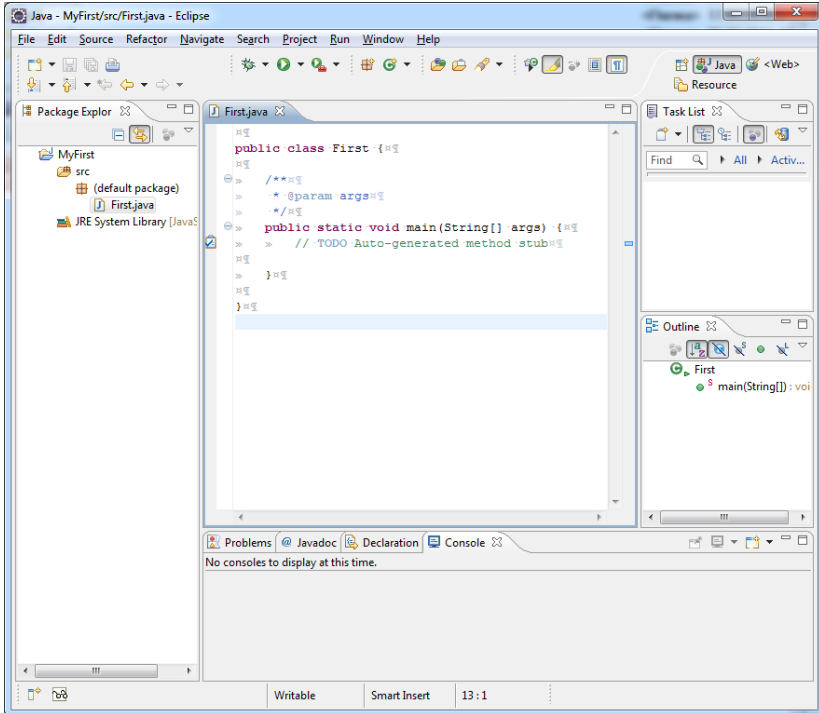 Java - MyFirst/src/First.java - Eclipse
File Edit Source Refactor Navigate Search Project Run Window Help
Java <Web>
Resource
Package Explor
MyFirst
src
(default package)
First.java
JRE System Library [JavaS
First.java
¤¶
public·class·First·{¤¶
¤¶
» /**¤¶
» ·*·@param·args¤¶
» ·*/¤¶
» public·static·void·main(String[]·args)·{¤¶
» » //·TODO·Auto-generated·method·stub¤¶
¤¶
» }¤¶
¤¶
}¤¶
Task List
Find All Activ...
Outline
First
main(String[]) : voi
Problems @ Javadoc Declaration Console
No consoles to display at this time.
Writable Smart Insert 13 : 1